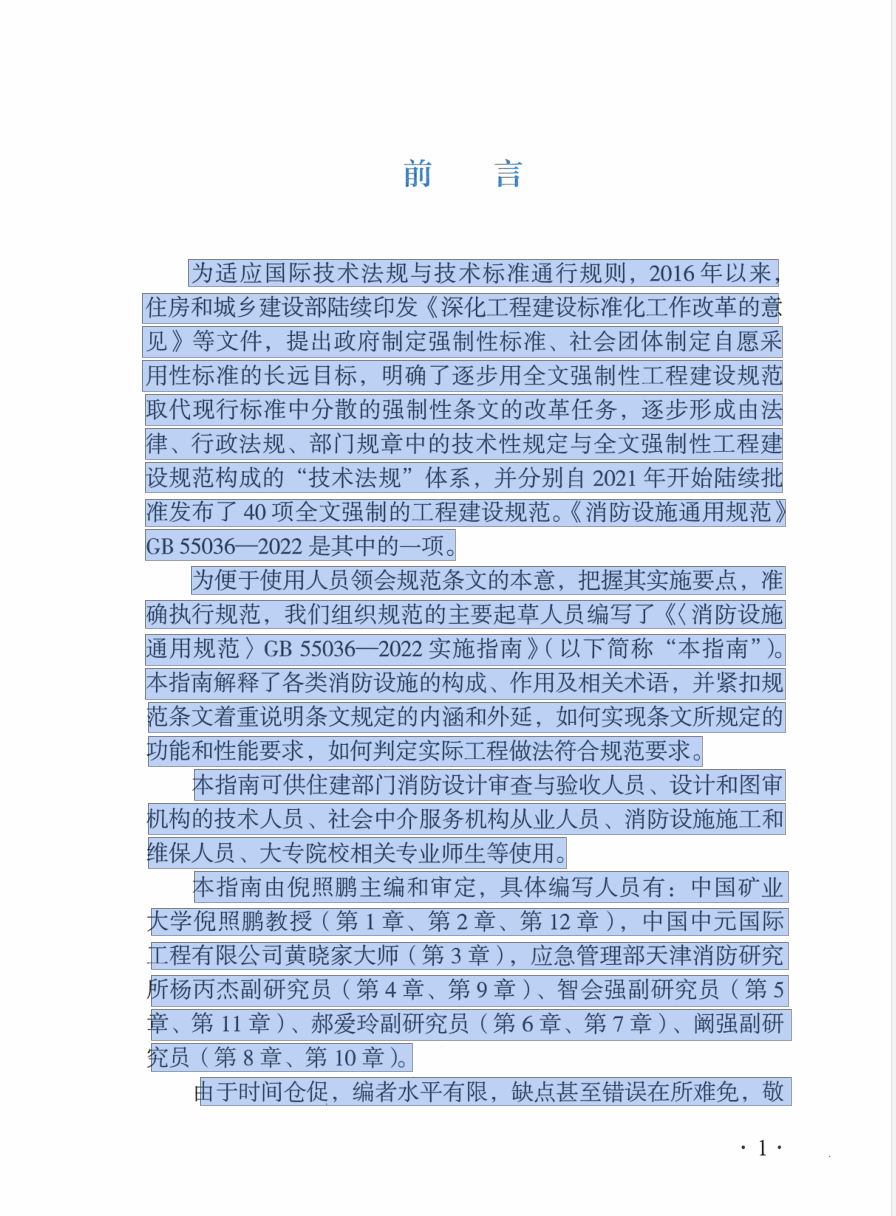 前 言
为适应国际技术法规与技术标准通行规则，2016 年以来，
住房和城乡建设部陆续印发《深化工程建设标准化工作改革的意
见》等文件，提出政府制定强制性标准、社会团体制定自愿采
用性标准的长远目标，明确了逐步用全文强制性工程建设规范
取代现行标准中分散的强制性条文的改革任务，逐步形成由法
律、行政法规、部门规章中的技术性规定与全文强制性工程建
设规范构成的“技术法规”体系，并分别自 2021 年开始陆续批
准发布了 40 项全文强制的工程建设规范。《消防设施通用规范》
GB 55036—2022 是其中的一项。
为便于使用人员领会规范条文的本意，把握其实施要点，准
确执行规范，我们组织规范的主要起草人员编写了《〈消防设施
通用规范〉GB 55036—2022 实施指南》（以下简称“本指南”）。
本指南解释了各类消防设施的构成、作用及相关术语，并紧扣规
范条文着重说明条文规定的内涵和外延，如何实现条文所规定的
功能和性能要求，如何判定实际工程做法符合规范要求。
本指南可供住建部门消防设计审查与验收人员、设计和图审
机构的技术人员、社会中介服务机构从业人员、消防设施施工和
维保人员、大专院校相关专业师生等使用。
本指南由倪照鹏主编和审定，具体编写人员有：中国矿业
大学倪照鹏教授（第 1 章、第 2 章、第 12 章），中国中元国际
工程有限公司黄晓家大师（第 3 章），应急管理部天津消防研究
所杨丙杰副研究员（第 4 章、第 9 章）、智会强副研究员（第 5
章、第 11 章）、郝爱玲副研究员（第 6 章、第 7 章）、阚强副研
究员（第 8 章、第 10 章）。
由于时间仓促，编者水平有限，缺点甚至错误在所难免，敬
· 1 ·